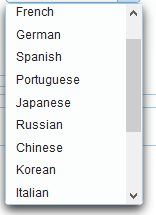 French
German
Spanish
Portuguese
Japanese
Russian
Chinese
Korean
Italian